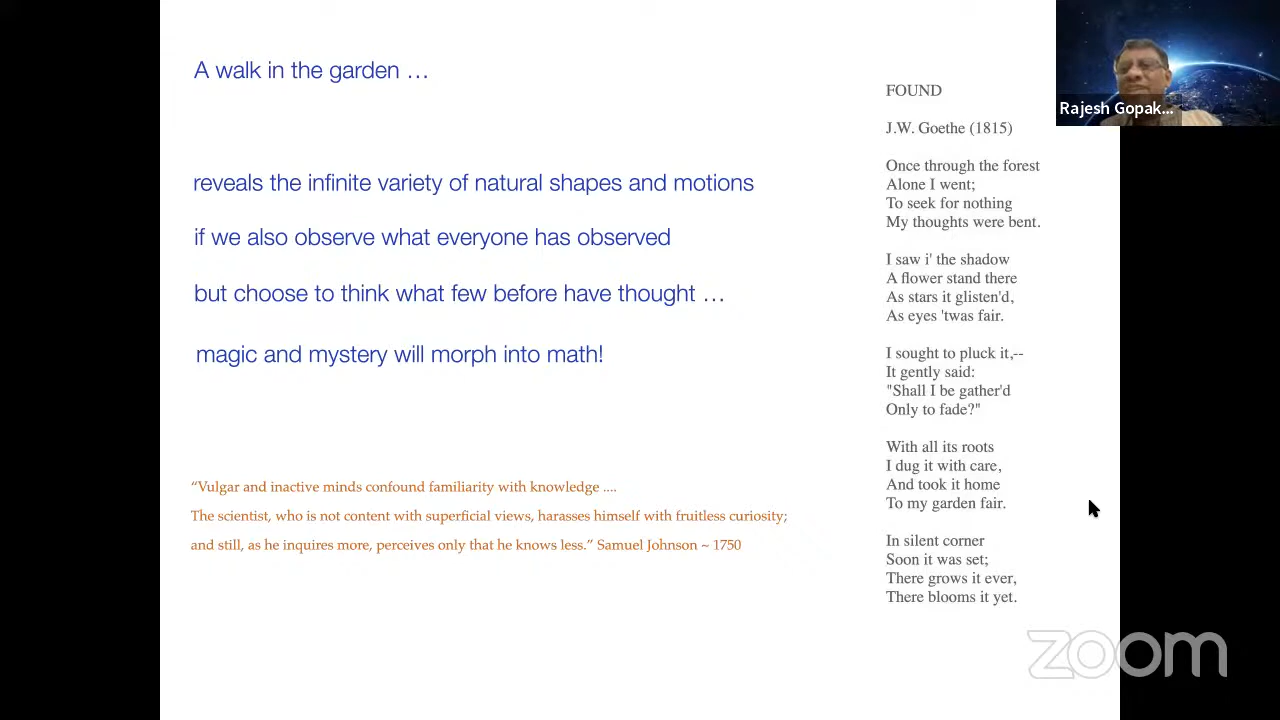 A walk in the garden …
reveals the infinite variety of natural shapes and motions
if we also observe what everyone has observed
but choose to think what few before have thought …
magic and mystery will morph into math!
“Vulgar and inactive minds confound familiarity with knowledge ....
The scientist, who is not content with superficial views, harasses himself with fruitless curiosity;
and still, as he inquires more, perceives only that he knows less.” Samuel Johnson ~ 1750
FOUND
J.W. Goethe (1815)
Once through the forest
Alone I went;
To seek for nothing
My thoughts were bent.
I saw i' the shadow
A flower stand there
As stars it glisten'd,
As eyes 'twas fair.
I sought to pluck it,--
It gently said:
"Shall I be gather'd
Only to fade?"
With all its roots
I dug it with care,
And took it home
To my garden fair.
In silent corner
Soon it was set;
There grows it ever,
There blooms it yet.
Rajesh Gopak...
zoom